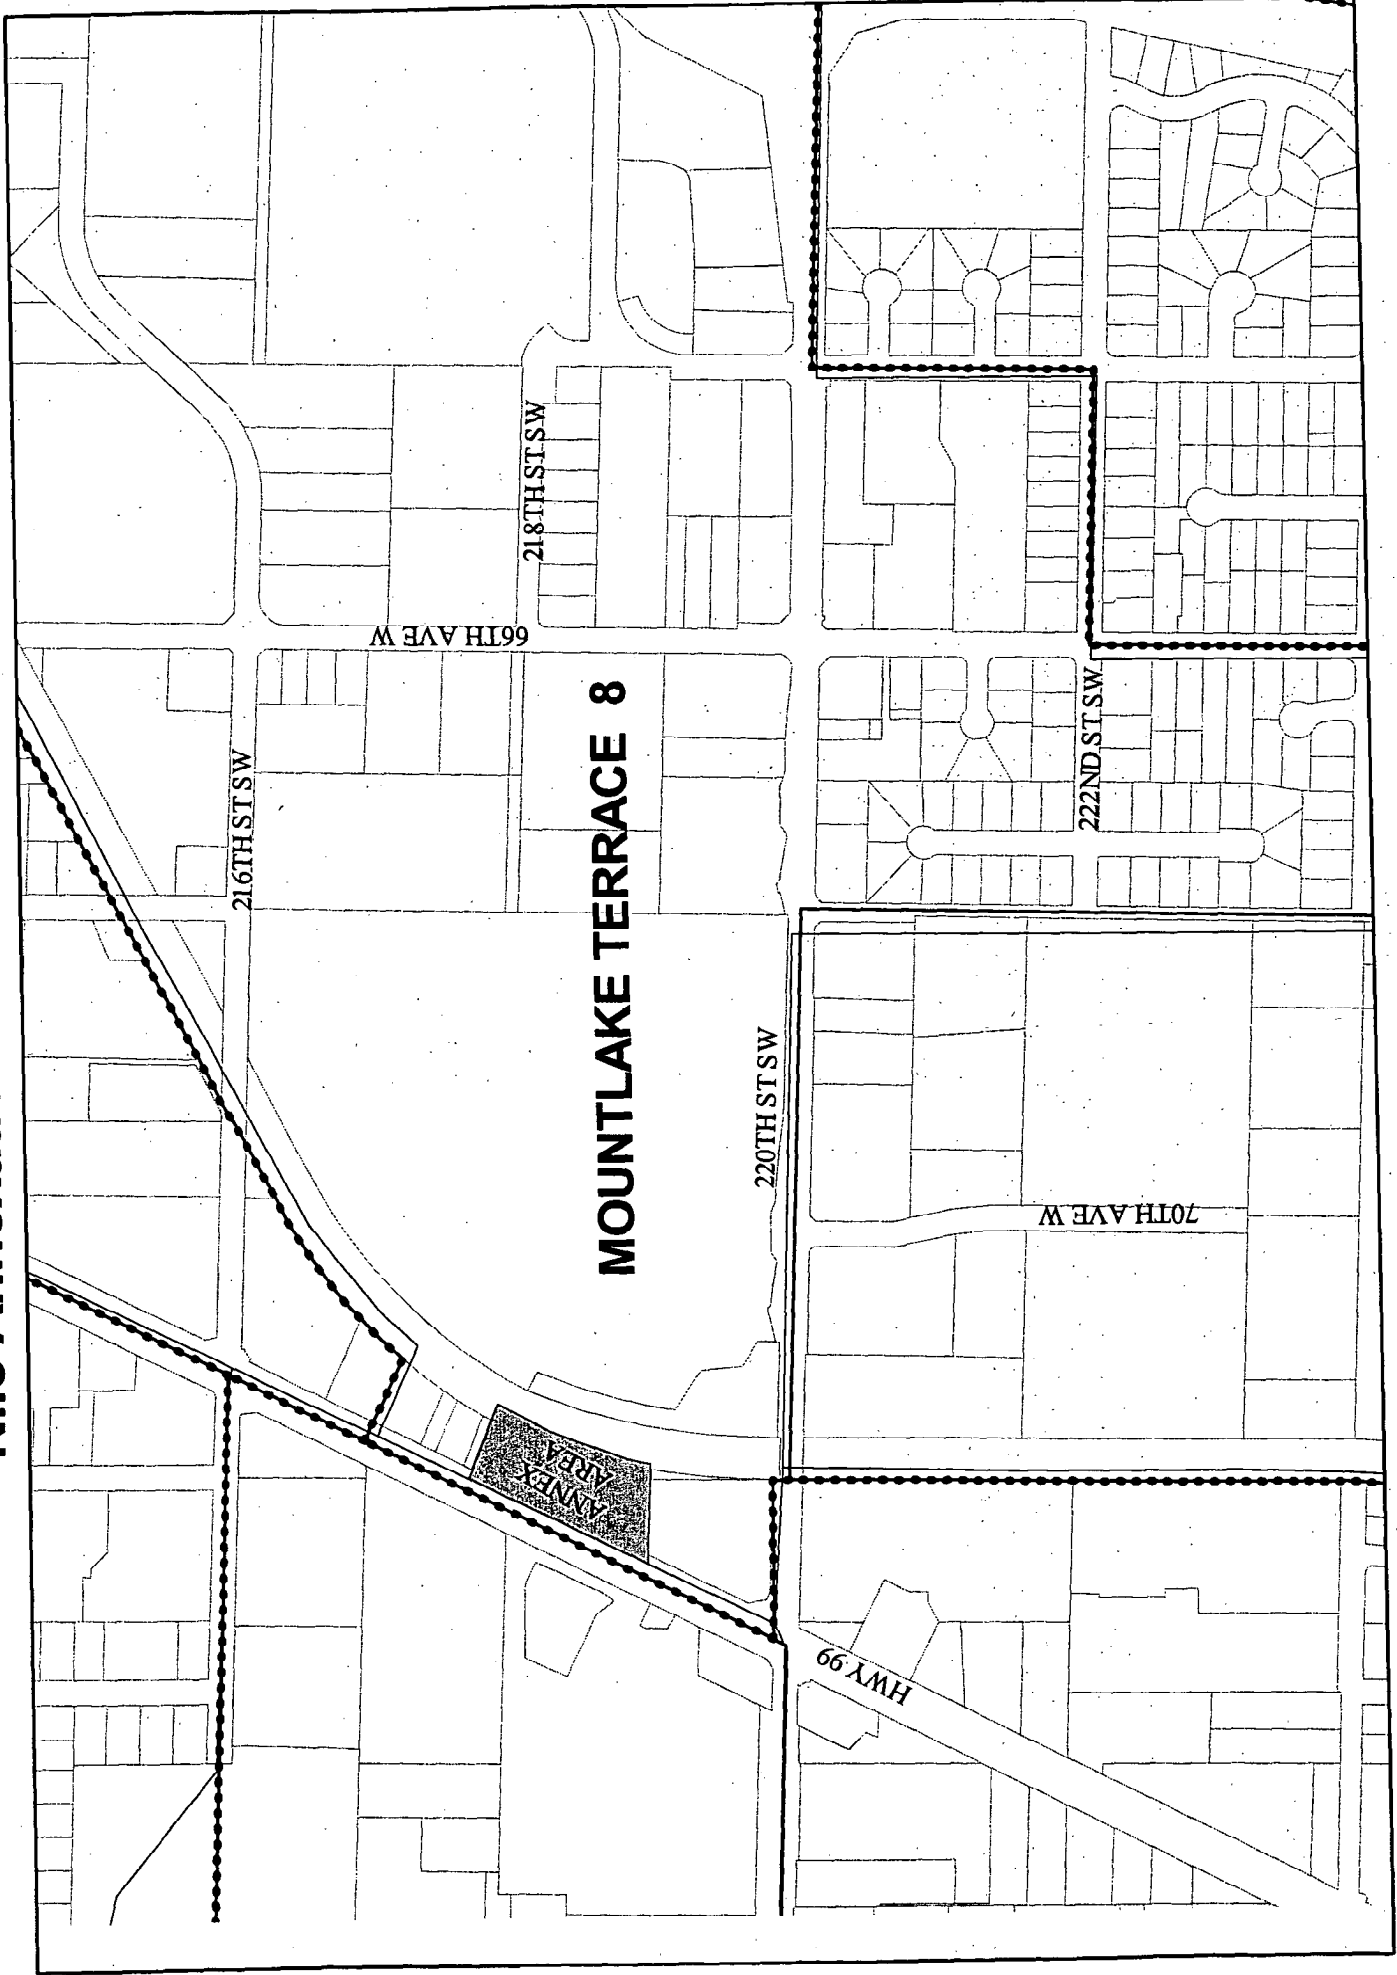 216TH ST SW
218TH ST SW
66TH AVE W
MOUNTLAKE TERRACE 8
222ND ST SW
220TH ST SW
70TH AVE W
ANNEX
AREA
HWY 99